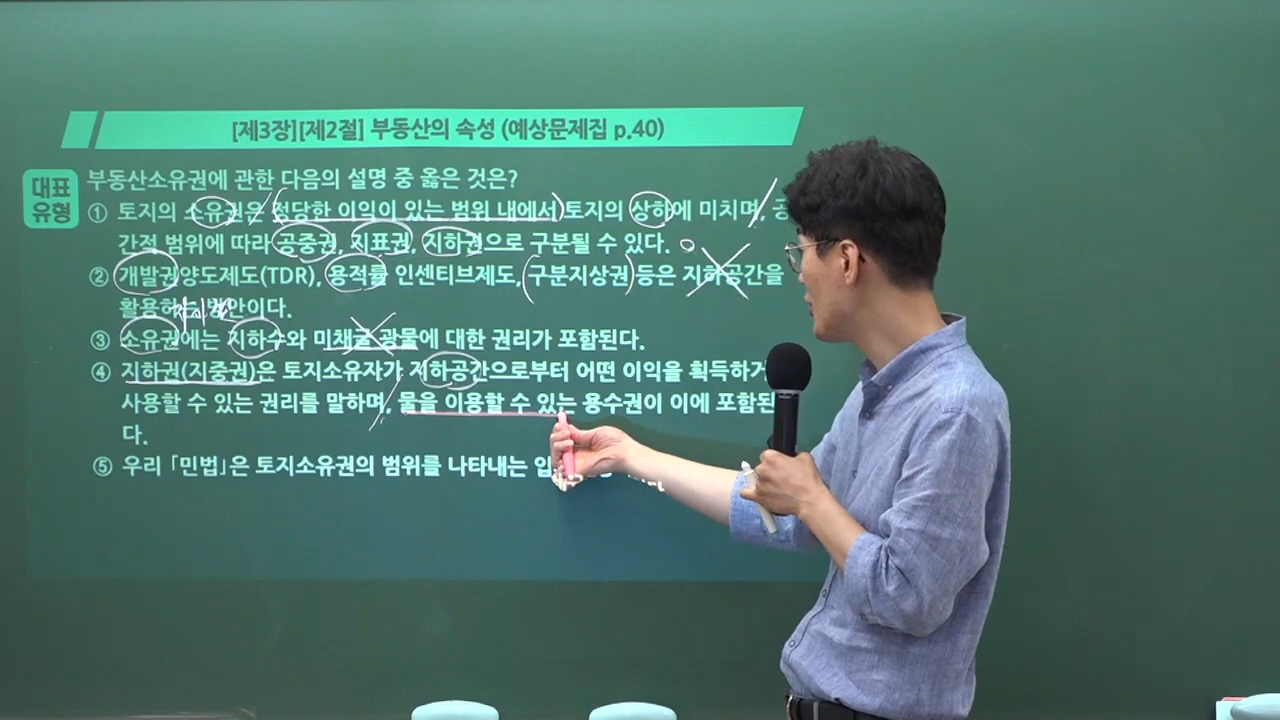 [제3장][제2절] 부동산의 속성 (예상문제집 p.40)
대표
유형
부동산소유권에 관한 다음의 설명 중 옳은 것은?
① 토지의 소유권은 정당한 이익이 있는 범위 내에서 토지의 상하에 미치며, 공
간적 범위에 따라 공중권, 지표권, 지하권으로 구분될 수 있다.
② 개발권양도제도(TDR), 용적률 인센티브제도, 구분지상권 등은 지하공간을
활용하는 방안이다.
③ 소유권에는 지하수와 미채굴 광물에 대한 권리가 포함된다.
④ 지하권(지중권)은 토지소유자가 지하공간으로부터 어떤 이익을 획득하거
사용할 수 있는 권리를 말하며, 물을 이용할 수 있는 용수권이 이에 포함된
다.
⑤ 우리 「민법」은 토지소유권의 범위를 나타내는